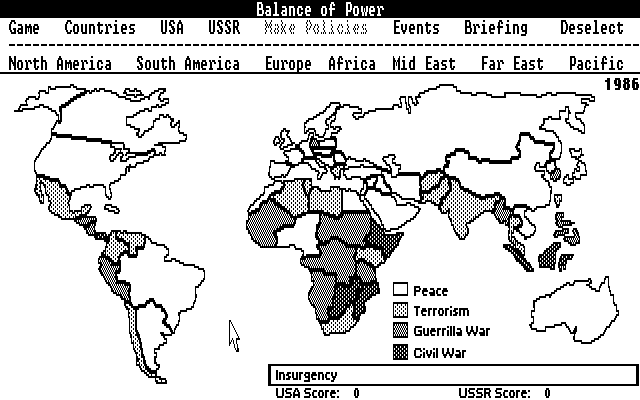 Balance of Power
Game Countries USA USSR Make Policies Events Briefing Deselect
North America South America Europe Africa Mid East Far East Pacific
1986
Peace
Terrorism
Guerrilla War
Civil War
Insurgency
USA Score: 0 USSR Score: 0